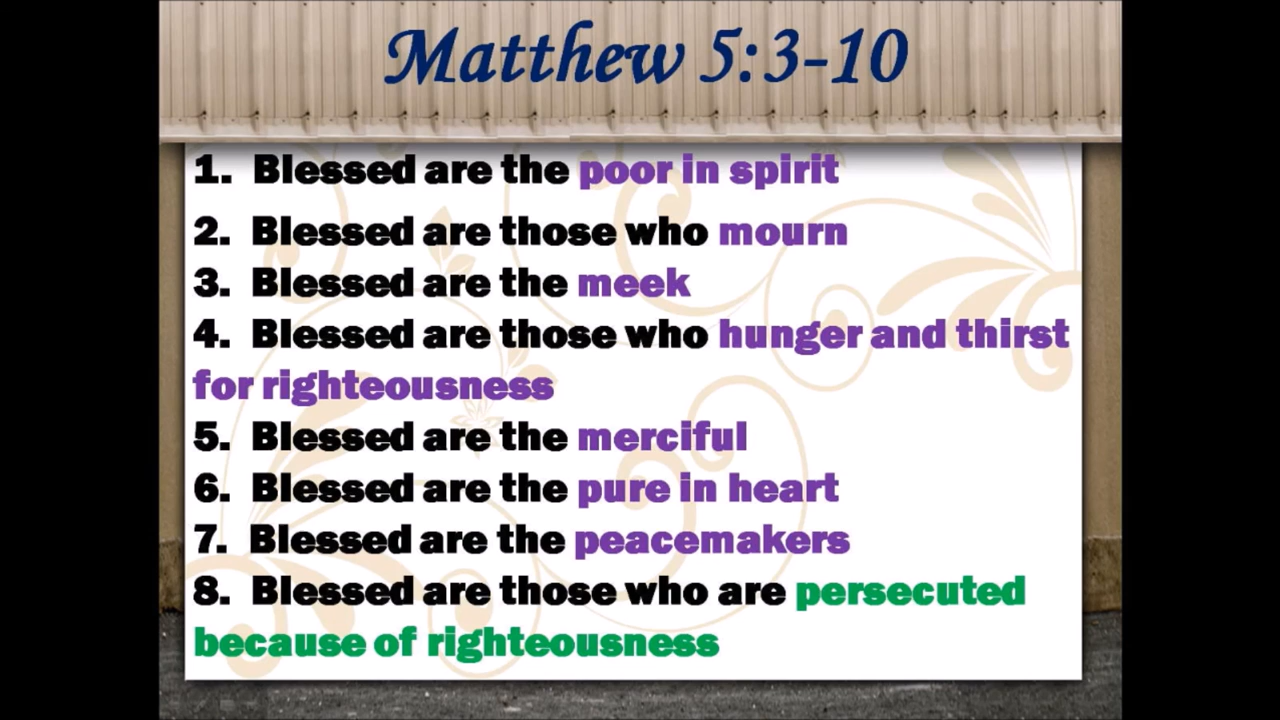 Matthew 5:3-10
1. Blessed are the poor in spirit
2. Blessed are those who mourn
3. Blessed are the meek
4. Blessed are those who hunger and thirst
for righteousness
5. Blessed are the merciful
6. Blessed are the pure in heart
7. Blessed are the peacemakers
8. Blessed are those who are persecuted
because of righteousness